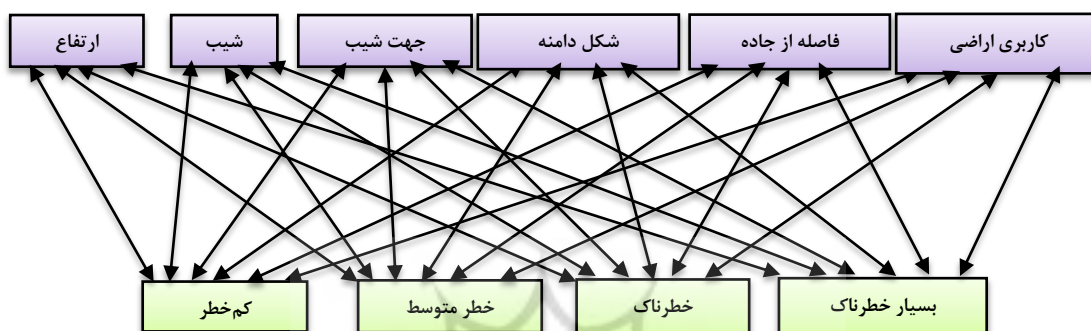 کاربری اراضی
فاصله از جاده
شکل دامنه
جهت شیب
شیب
ارتفاع
بسیار خطرناک
خطرناک
خطر متوسط
کم‌خطر